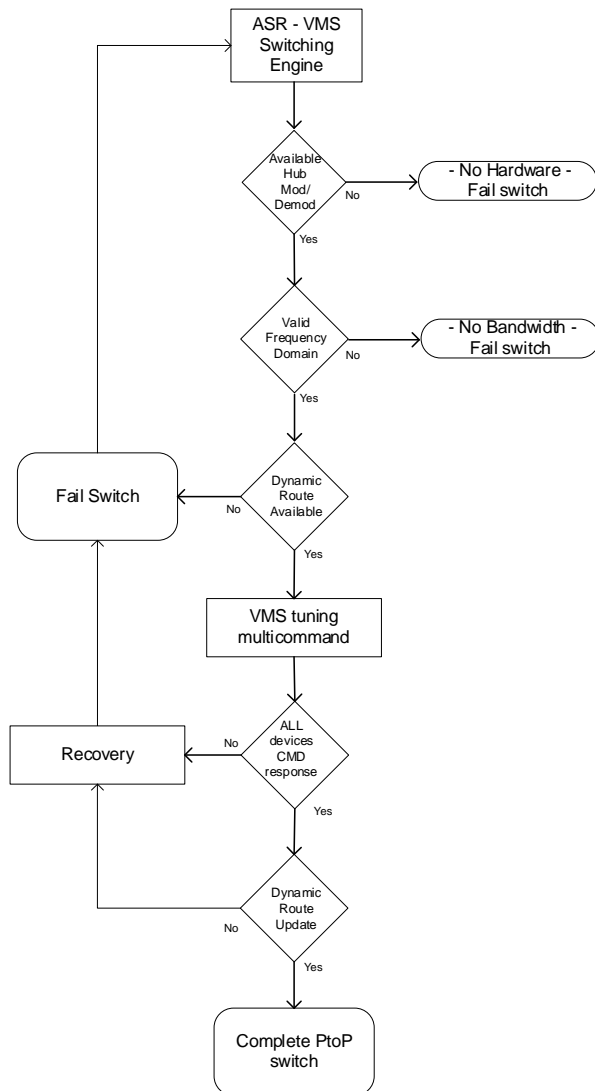 ASR - VMS
Switching
Engine
Available
Hub
Mod/
Demod
No
- No Hardware -
Fail switch
Yes
Valid
Frequency
Domain
No
- No Bandwidth -
Fail switch
Yes
Fail Switch
No
Dynamic
Route
Available
Yes
VMS tuning
multicommand
Recovery
No
ALL
devices
CMD
response
Yes
No
Dynamic
Route
Update
Yes
Complete PtoP
switch